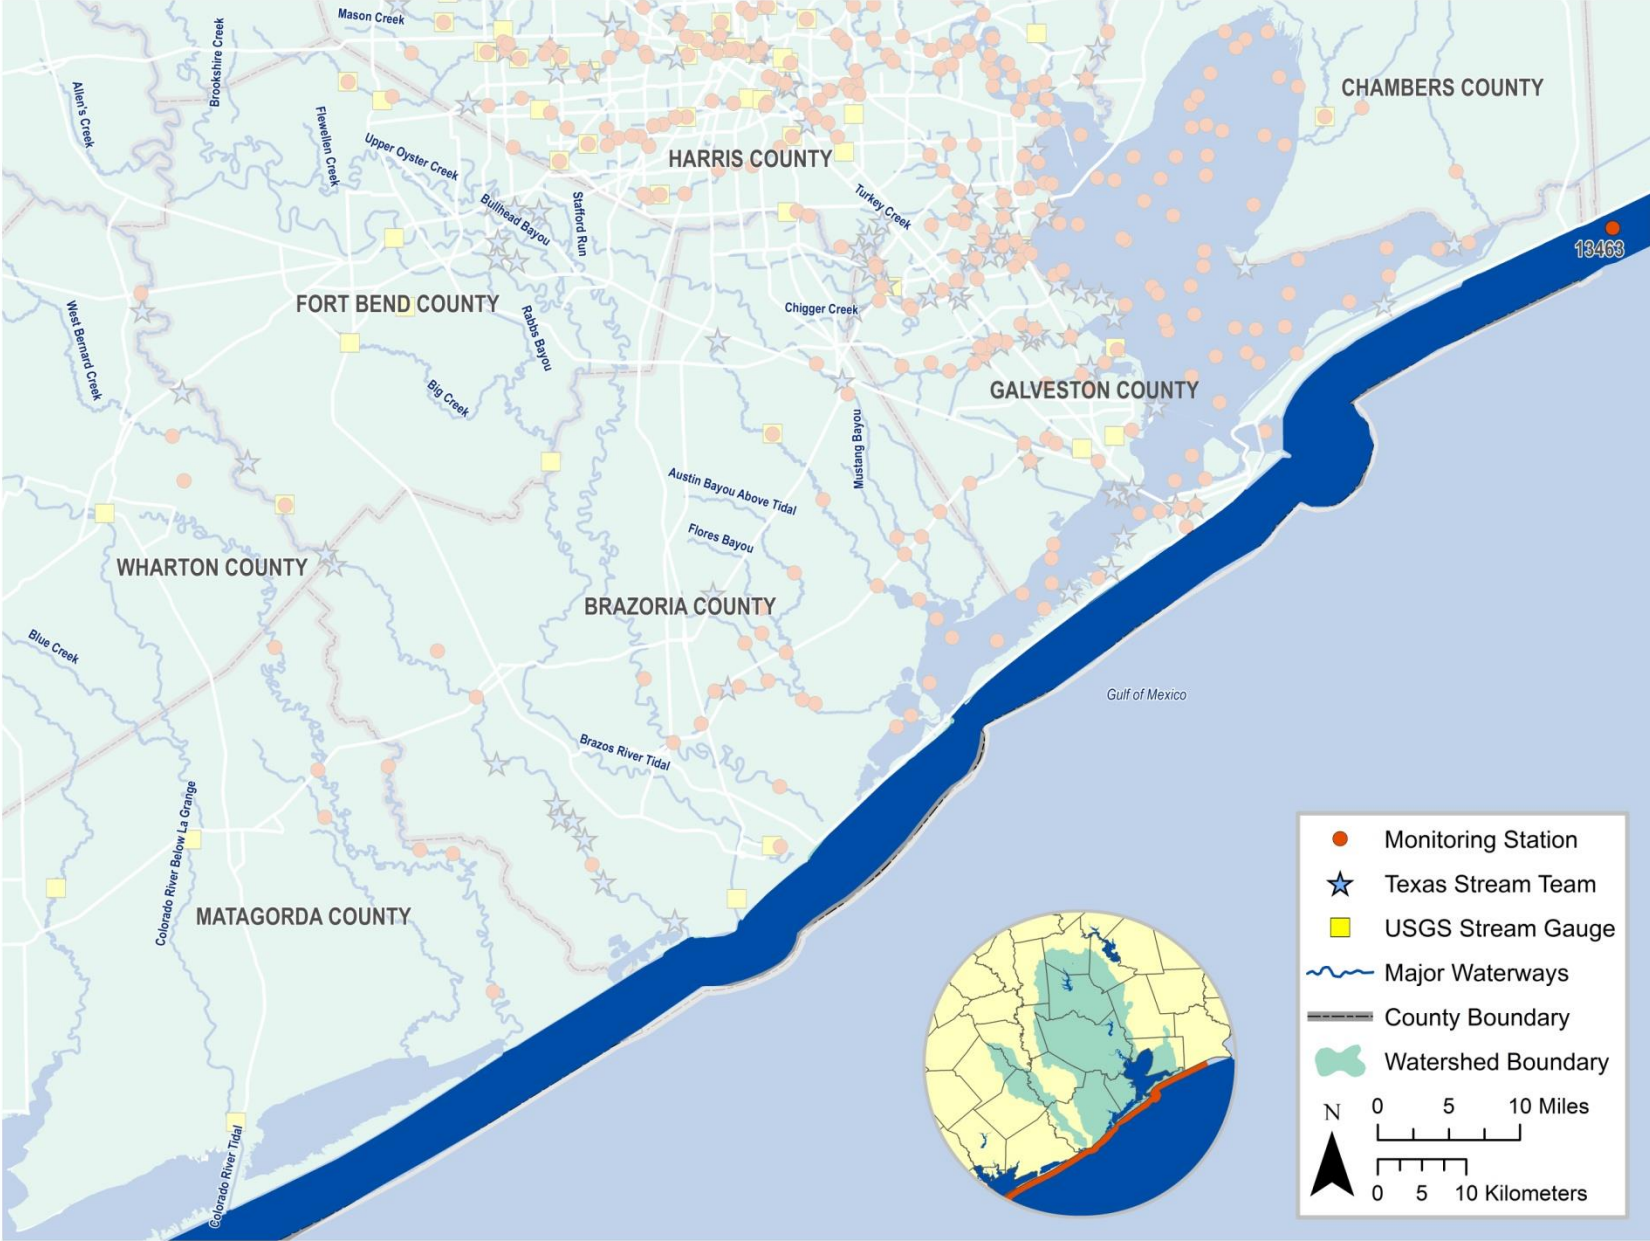 Mason Creek
Brookshire Creek
Allen's Creek
CHAMBERS COUNTY
Flewellen Creek
Upper Oyster Creek
HARRIS COUNTY
Turkey Creek
Bullhead Bayou
Stafford Run
13463
FORT BEND COUNTY
Chigger Creek
West Bernard Creek
Rabbs Bayou
Big Creek
GALVESTON COUNTY
Mustang Bayou
Austin Bayou Above Tidal
Flores Bayou
WHARTON COUNTY
BRAZORIA COUNTY
Blue Creek
Gulf of Mexico
Brazos River Tidal
Colorado River Below La Grange
MATAGORDA COUNTY
Colorado River Tidal
Monitoring Station
Texas Stream Team
USGS Stream Gauge
Major Waterways
County Boundary
Watershed Boundary
N
0 5 10 Miles
0 5 10 Kilometers